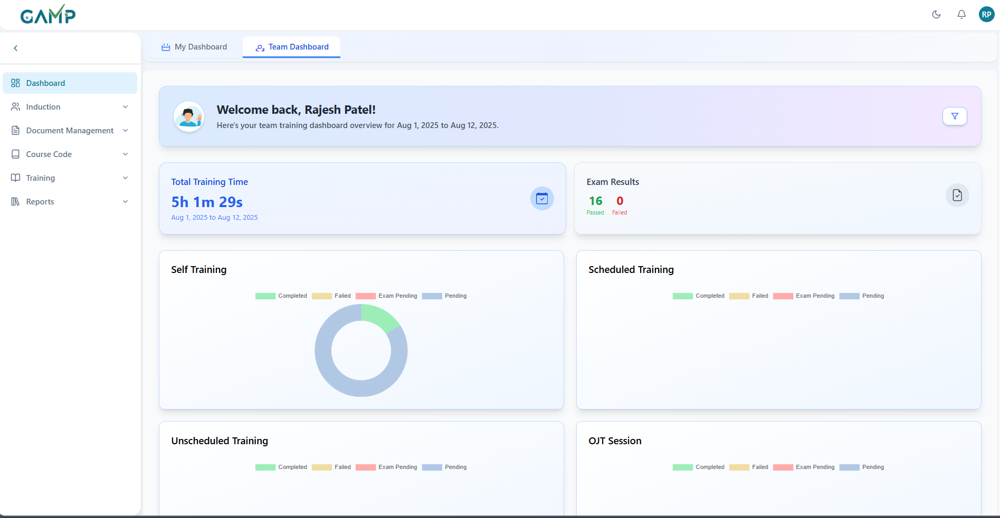 GAMP
RP
My Dashboard
Team Dashboard
Dashboard
Induction
Document Management
Course Code
Training
Reports
Welcome back, Rajesh Patel!
Here's your team training dashboard overview for Aug 1, 2025 to Aug 12, 2025.
Total Training Time
5h 1m 29s
Aug 1, 2025 to Aug 12, 2025
Exam Results
16 0
Passed Failed
Self Training
Completed Failed Exam Pending Pending
Scheduled Training
Completed Failed Exam Pending Pending
Unscheduled Training
Completed Failed Exam Pending Pending
OJT Session
Completed Failed Exam Pending Pending